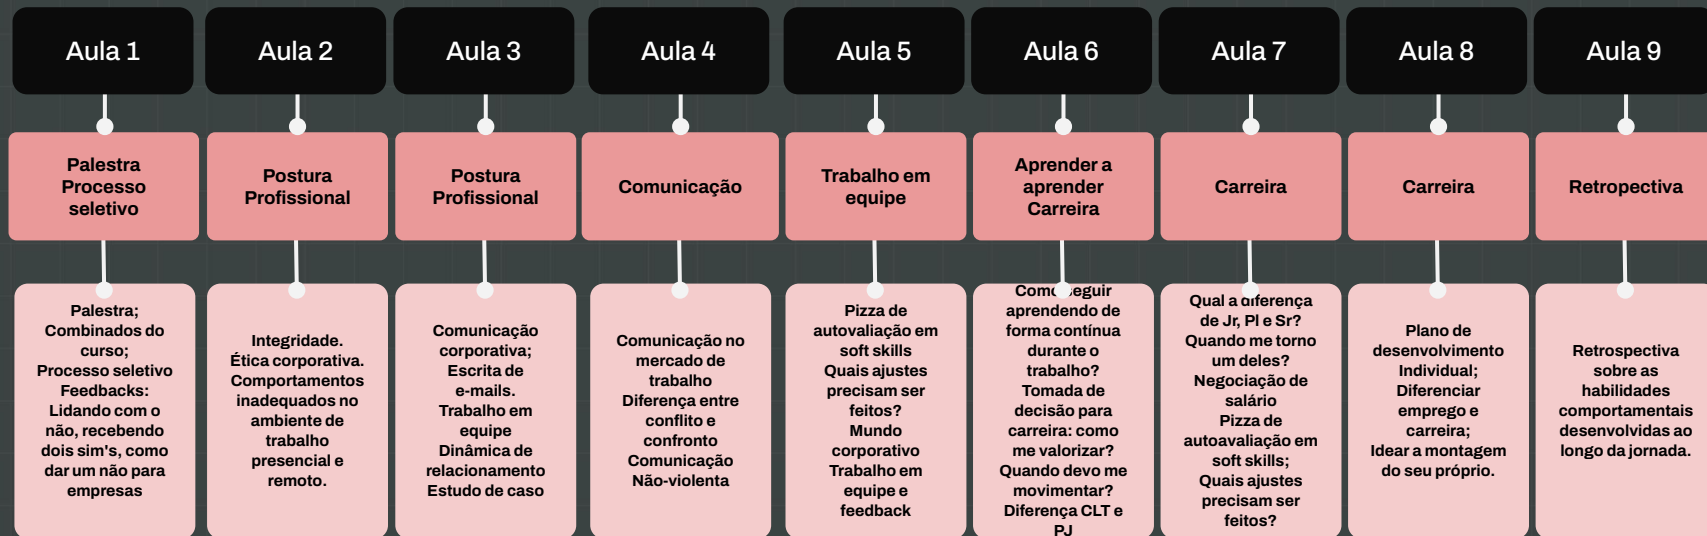 Aula 1
Aula 2
Aula 3
Aula 4
Aula 5
Aula 6
Aula 7
Aula 8
Aula 9
Palestra
Processo
seletivo
Postura
Profissional
Postura
Profissional
Comunicação
Trabalho em
equipe
Aprender a
aprender
Carreira
Carreira
Carreira
Retropectiva
Palestra;
Combinados do
curso;
Processo seletivo
Feedbacks:
Lidando com o
não, recebendo
dois sim's, como
dar um não para
empresas
Integridade.
Ética corporativa.
Comportamentos
inadequados no
ambiente de
trabalho
presencial e
remoto.
Comunicação
corporativa;
Escrita de
e-mails.
Trabalho em
equipe
Dinâmica de
relacionamento
Estudo de caso
Comunicação no
mercado de
trabalho
Diferença entre
conflito e
confronto
Comunicação
Não-violenta
Pizza de
autovaliação em
soft skills
Quais ajustes
precisam ser
feitos?
Mundo
corporativo
Trabalho em
equipe e
feedback
Como seguir
aprendendo de
forma contínua
durante o
trabalho?
Tomada de
decisão para
carreira: como
me valorizar?
Quando devo me
movimentar?
Diferença CLT e
PJ
Qual a diferença
de Jr, Pl e Sr?
Quando me torno
um deles?
Negociação de
salário
Pizza de
autoavaliação em
soft skills;
Quais ajustes
precisam ser
feitos?
Plano de
desenvolvimento
Individual;
Diferenciar
emprego e
carreira;
Idear a montagem
do seu próprio.
Retrospectiva
sobre as
habilidades
comportamentais
desenvolvidas ao
longo da jornada.